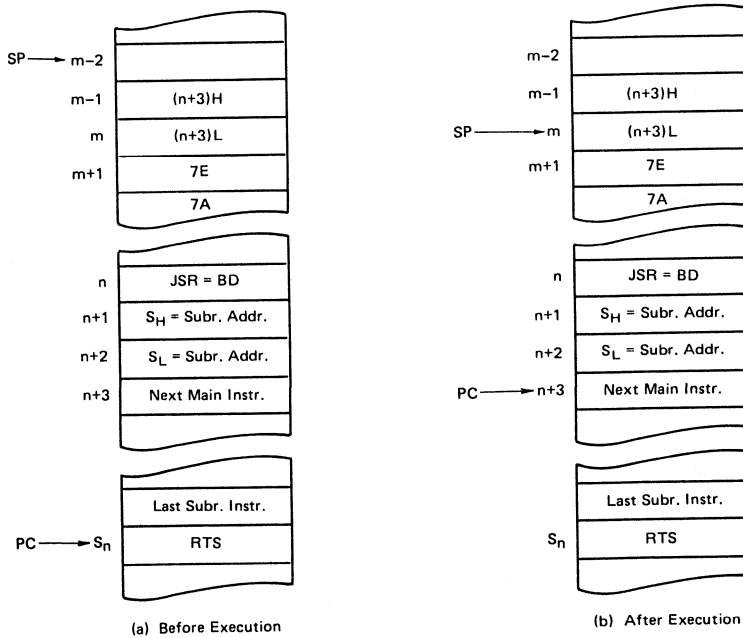 SP m-2
m-1 (n+3)H
m (n+3)L
m+1 7E
7A
n JSR = BD
n+1 SH = Subr. Addr.
n+2 SL = Subr. Addr.
n+3 Next Main Instr.
Last Subr. Instr.
PC Sn RTS
(a) Before Execution
m-2
m-1 (n+3)H
SP m (n+3)L
m+1 7E
7A
n JSR = BD
n+1 SH = Subr. Addr.
n+2 SL = Subr. Addr.
PC n+3 Next Main Instr.
Last Subr. Instr.
Sn RTS
(b) After Execution